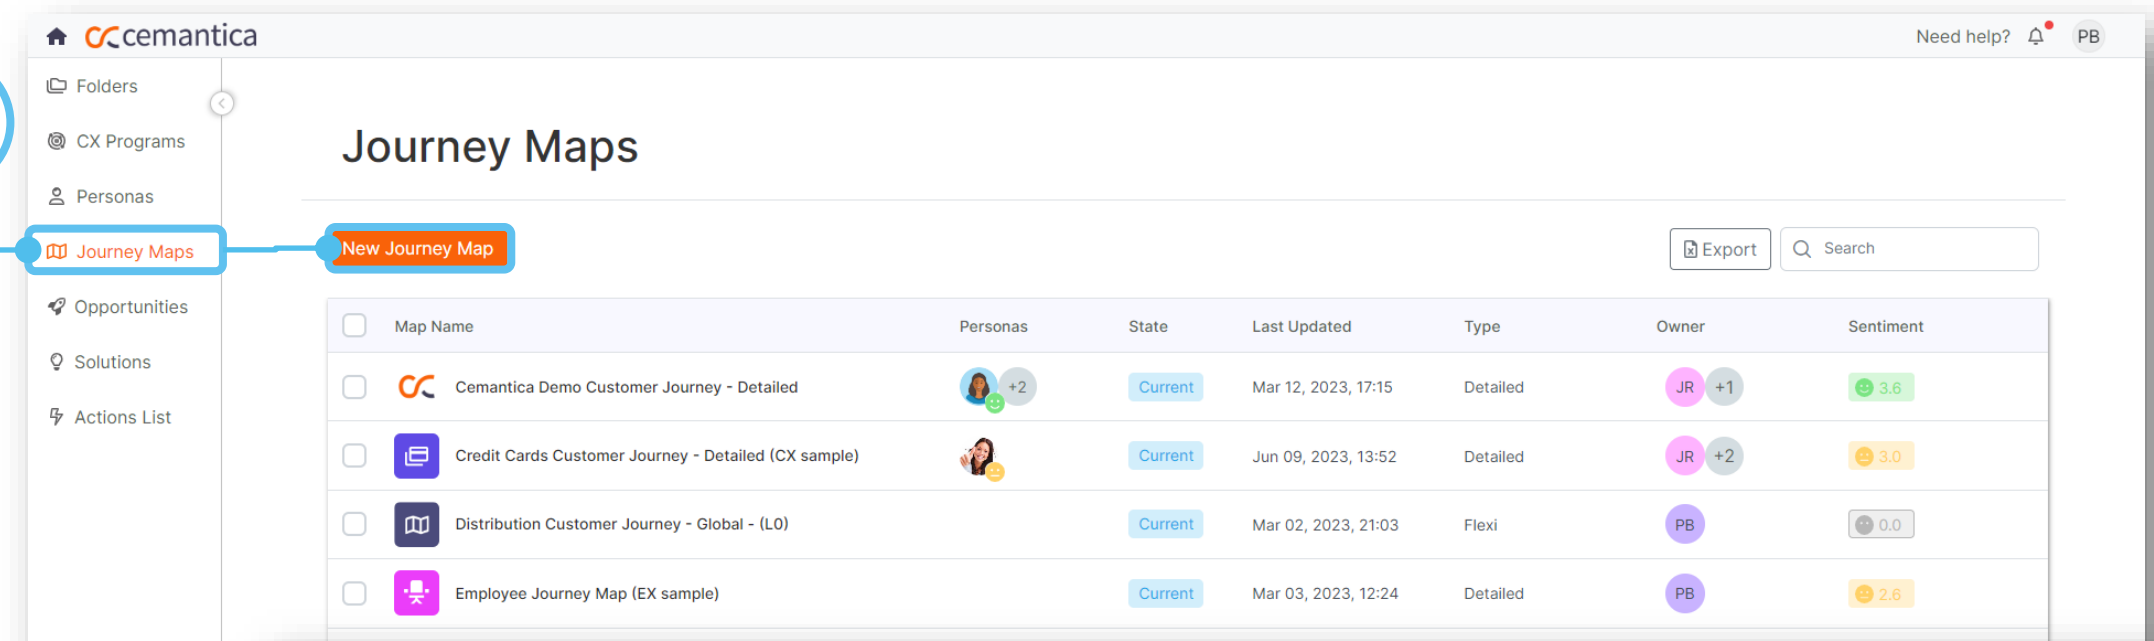 cemantica
Need help?
PB
Folders
CX Programs
Personas
Journey Maps
Opportunities
Solutions
Actions List
Journey Maps
New Journey Map
Export
Search
Map Name Personas State Last Updated Type Owner Sentiment
Cemantica Demo Customer Journey - Detailed +2 Current Mar 12, 2023, 17:15 Detailed JR +1 3.6
Credit Cards Customer Journey - Detailed (CX sample) Current Jun 09, 2023, 13:52 Detailed JR +2 3.0
Distribution Customer Journey - Global - (L0) Current Mar 02, 2023, 21:03 Flexi PB 0.0
Employee Journey Map (EX sample) Current Mar 03, 2023, 12:24 Detailed PB 2.6